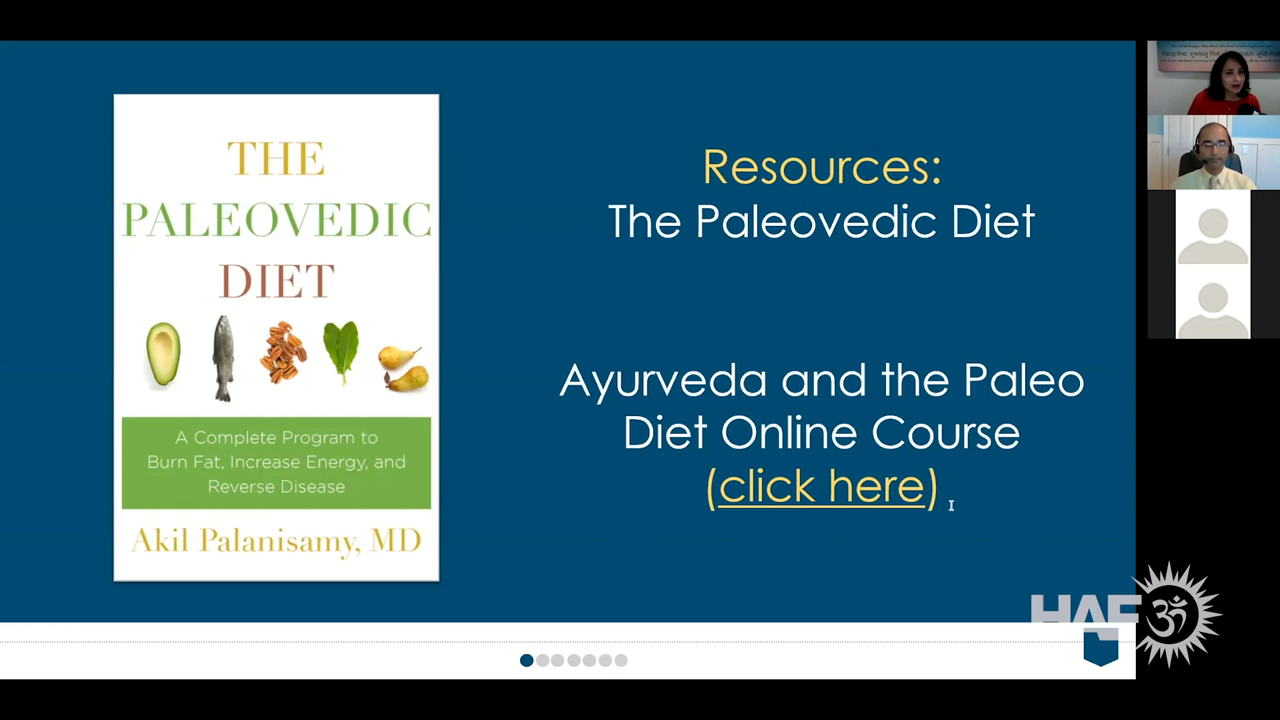 THE
PALEOVEDIC
DIET
A Complete Program to
Burn Fat, Increase Energy, and
Reverse Disease
Akil Palanisamy, MD
Resources:
The Paleovedic Diet
Ayurveda and the Paleo
Diet Online Course
(click here)
HAF
ॐ